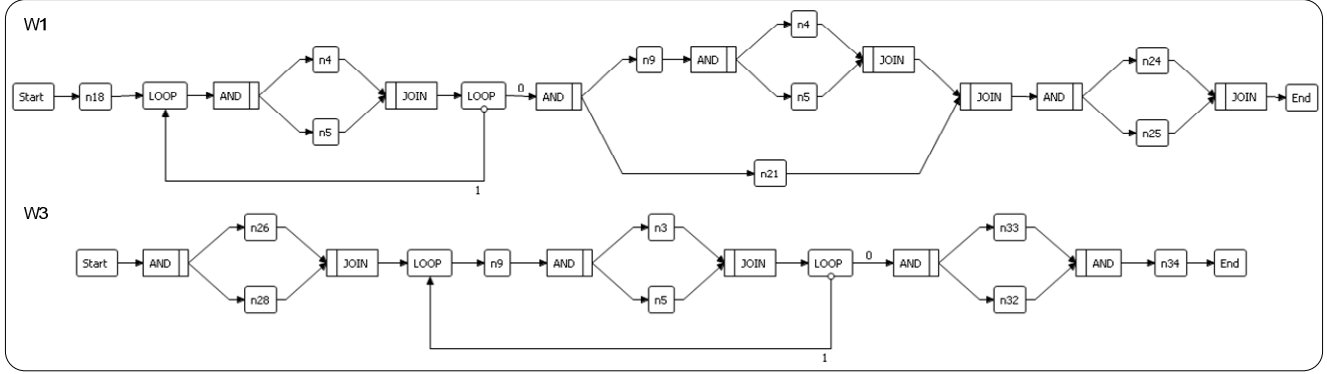 W1
n4
n4 n9 AND JOIN n24
Start n18 LOOP AND JOIN LOOP 0 AND JOIN AND JOIN End
n5 n5 n25
n21
1
W3
n26 n3 n33
Start AND JOIN LOOP n9 AND JOIN LOOP 0 AND AND n34 End
n28 n5 n32
1